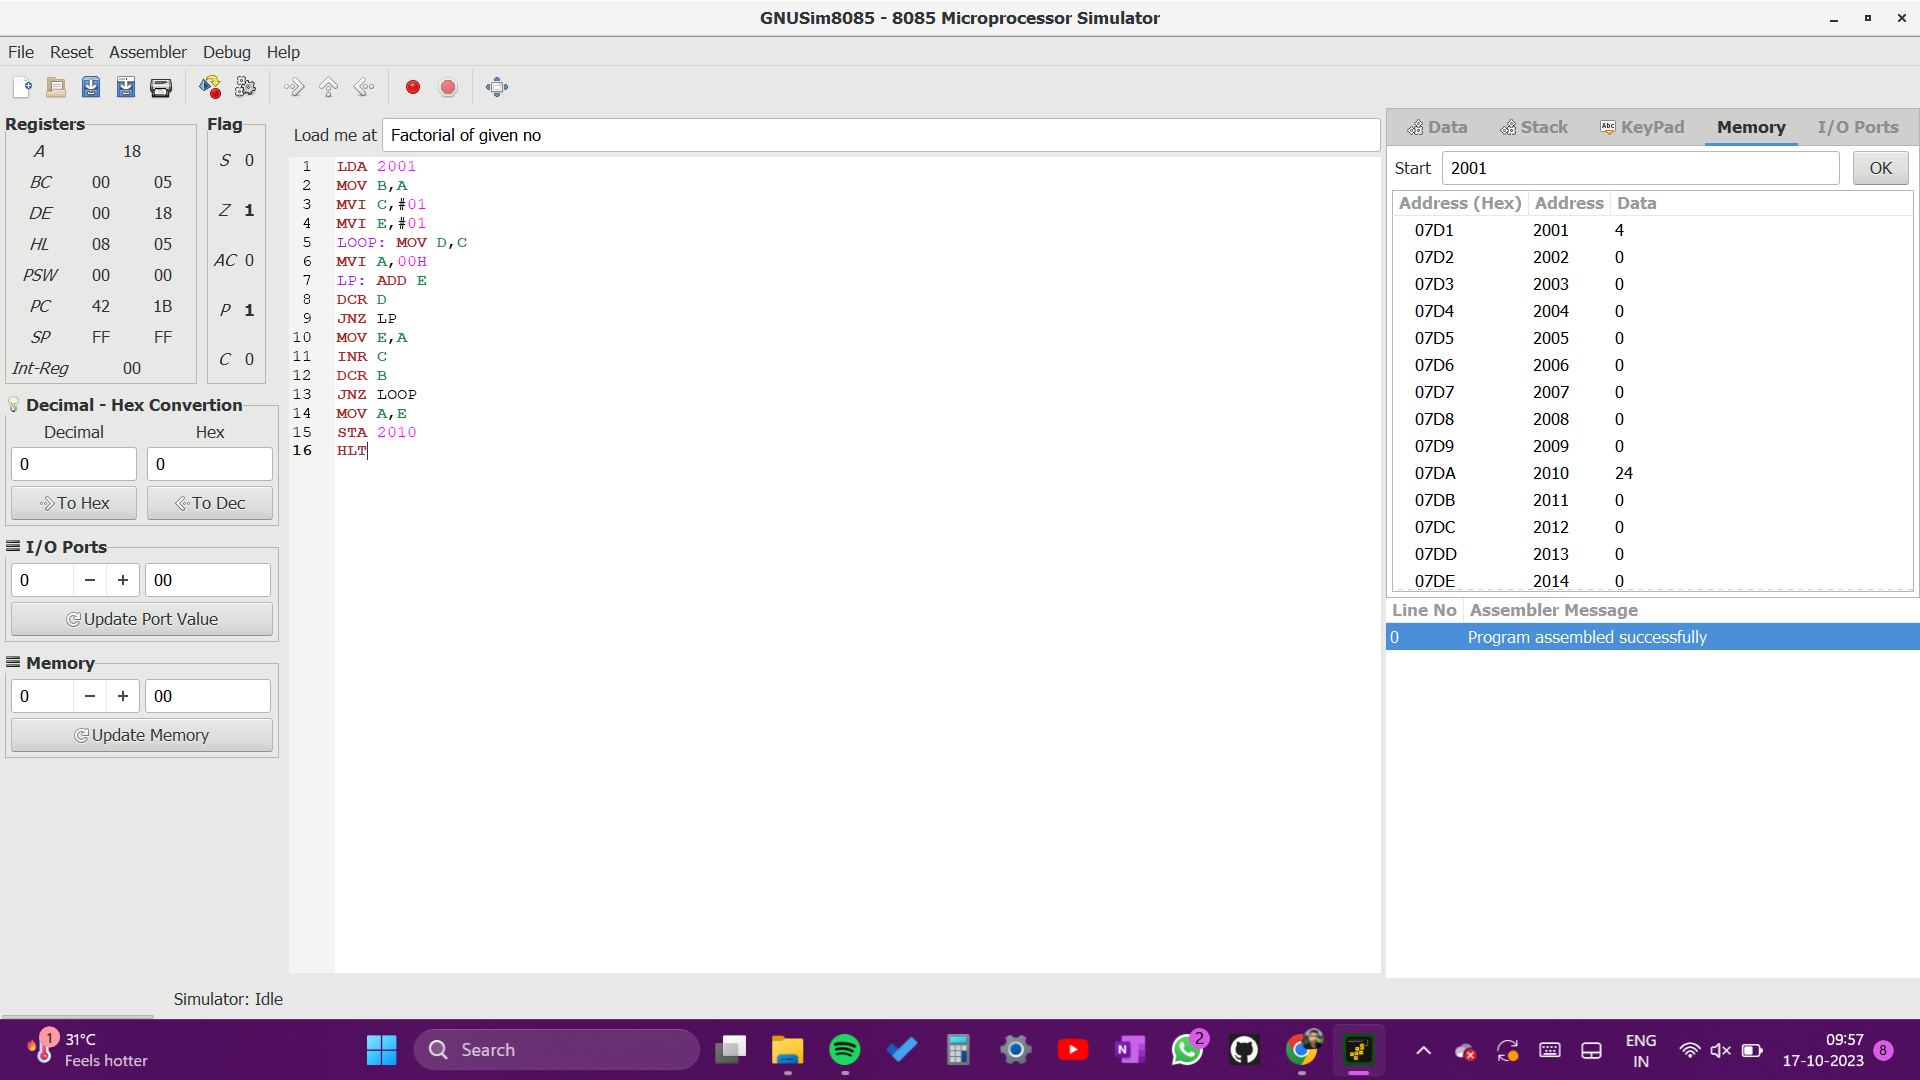 GNUSim8085 - 8085 Microprocessor Simulator
File Reset Assembler Debug Help
Registers
A 18
BC 00 05
DE 00 18
HL 08 05
PSW 00 00
PC 42 1B
SP FF FF
Int-Reg 00
Flag
S 0
Z 1
AC 0
P 1
C 0
Decimal - Hex Convertion
Decimal Hex
0 0
To Hex To Dec
I/O Ports
0 − + 00
Update Port Value
Memory
0 − + 00
Update Memory
Load me at Factorial of given no
1 LDA 2001
2 MOV B,A
3 MVI C,#01
4 MVI E,#01
5 LOOP: MOV D,C
6 MVI A,00H
7 LP: ADD E
8 DCR D
9 JNZ LP
10 MOV E,A
11 INR C
12 DCR B
13 JNZ LOOP
14 MOV A,E
15 STA 2010
16 HLT
Data Stack Abc KeyPad Memory I/O Ports
Start 2001 OK
Address (Hex) Address Data
07D1 2001 4
07D2 2002 0
07D3 2003 0
07D4 2004 0
07D5 2005 0
07D6 2006 0
07D7 2007 0
07D8 2008 0
07D9 2009 0
07DA 2010 24
07DB 2011 0
07DC 2012 0
07DD 2013 0
07DE 2014 0
Line No Assembler Message
0 Program assembled successfully
Simulator: Idle
1 31°C
Feels hotter
Search
N
2
ENG
IN
09:57
17-10-2023
8